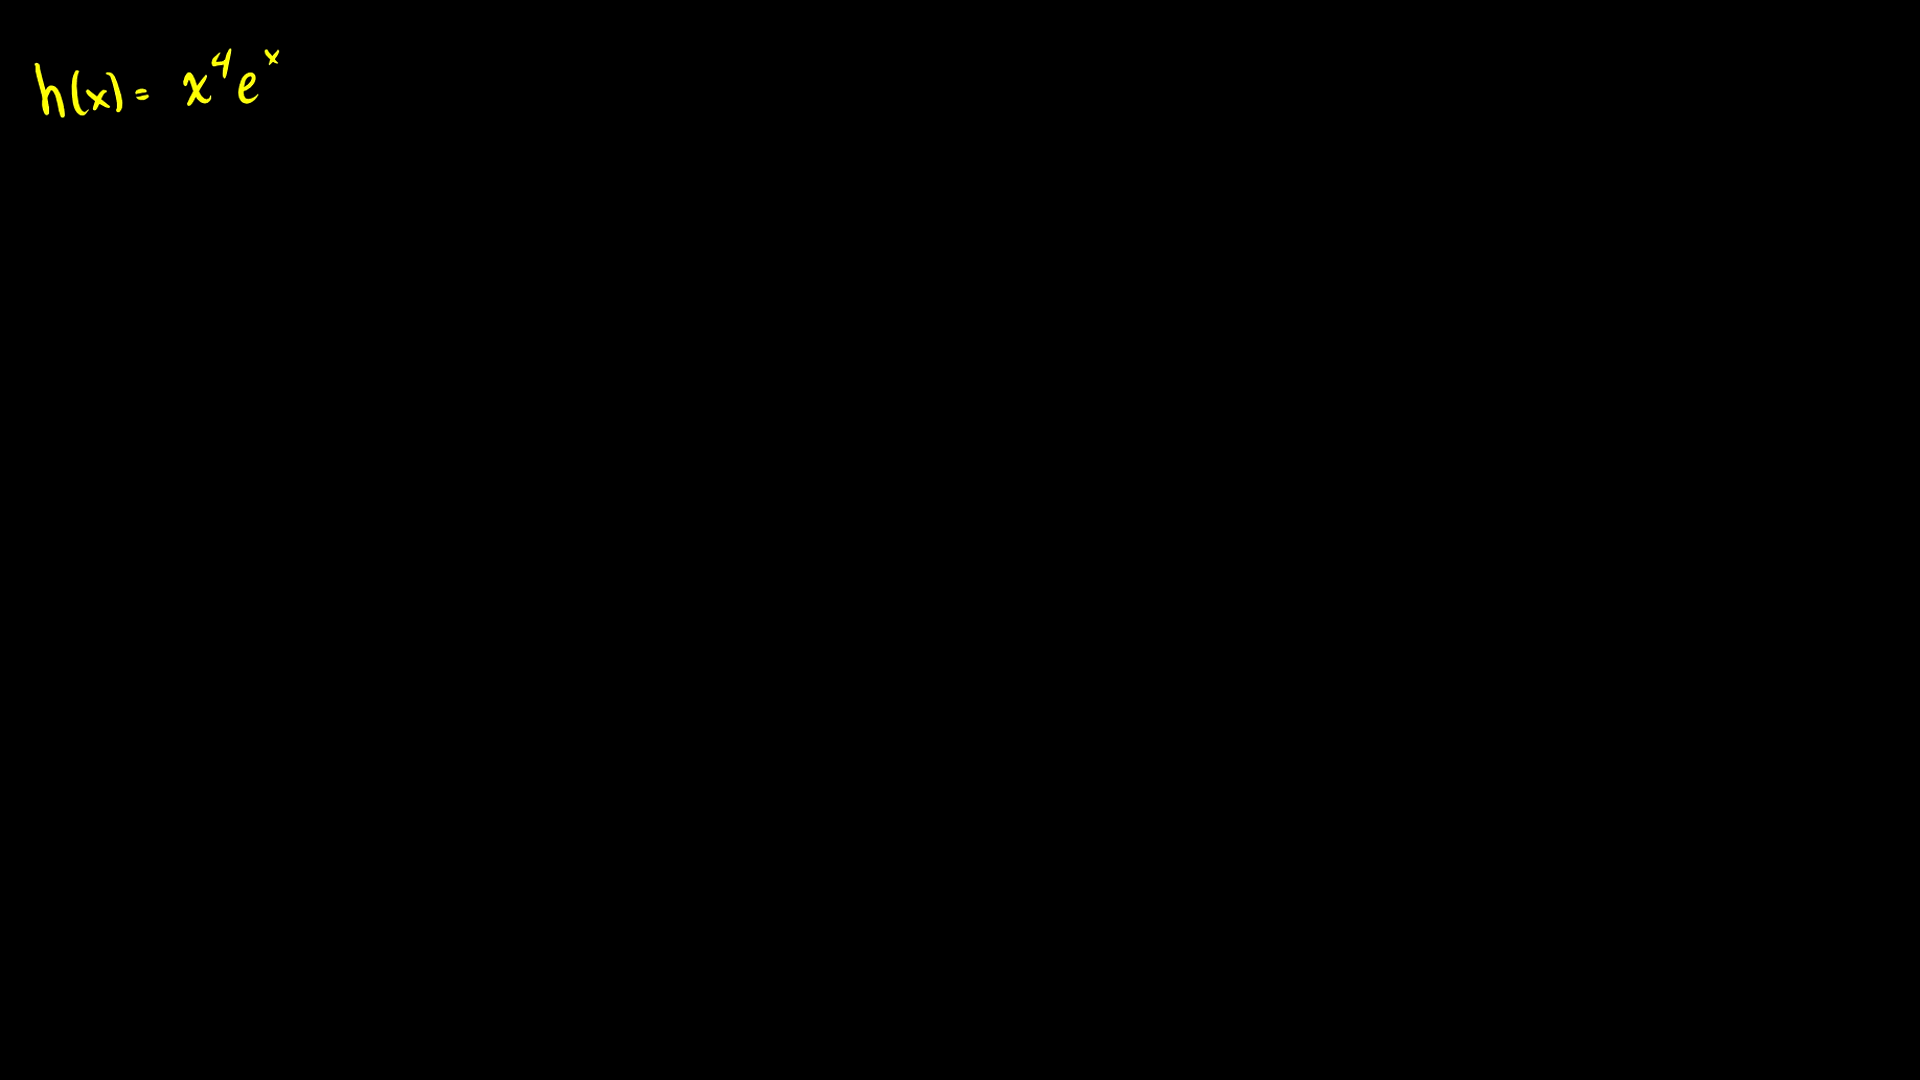 h(x) = x⁴eˣ